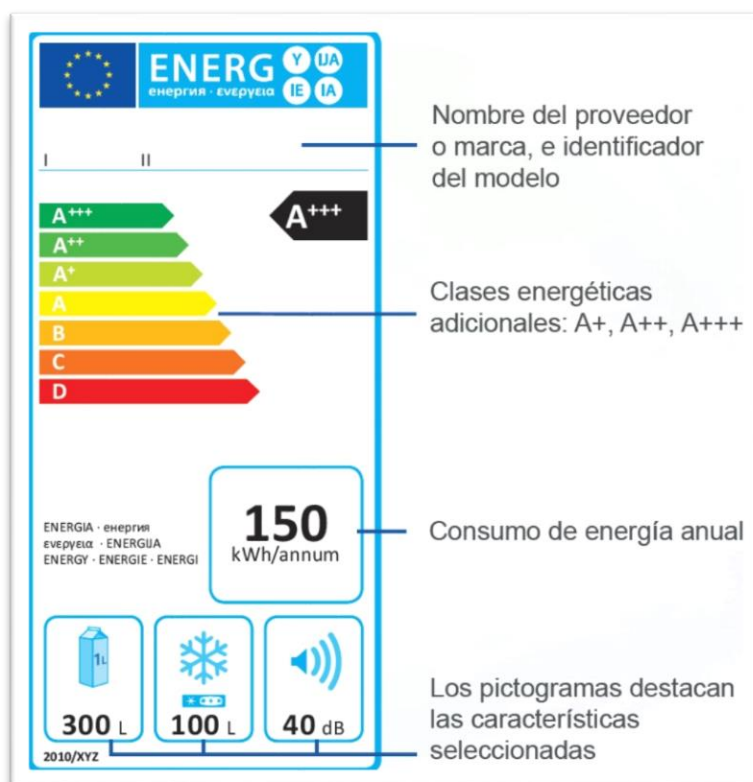 ENERG Y IJA IE IA
енергия · ενεργεια
Nombre del proveedor
o marca, e identificador
del modelo
I II
A+++
A+++
A++
A+
A
B
C
D
Clases energéticas
adicionales: A+, A++, A+++
ENERGIA · енергия
ενεργεια · ENERGIJA
ENERGY · ENERGIE · ENERGI
150
kWh/annum
Consumo de energía anual
1L
300 L
100 L
40 dB
Los pictogramas destacan
las características
seleccionadas
2010/XYZ